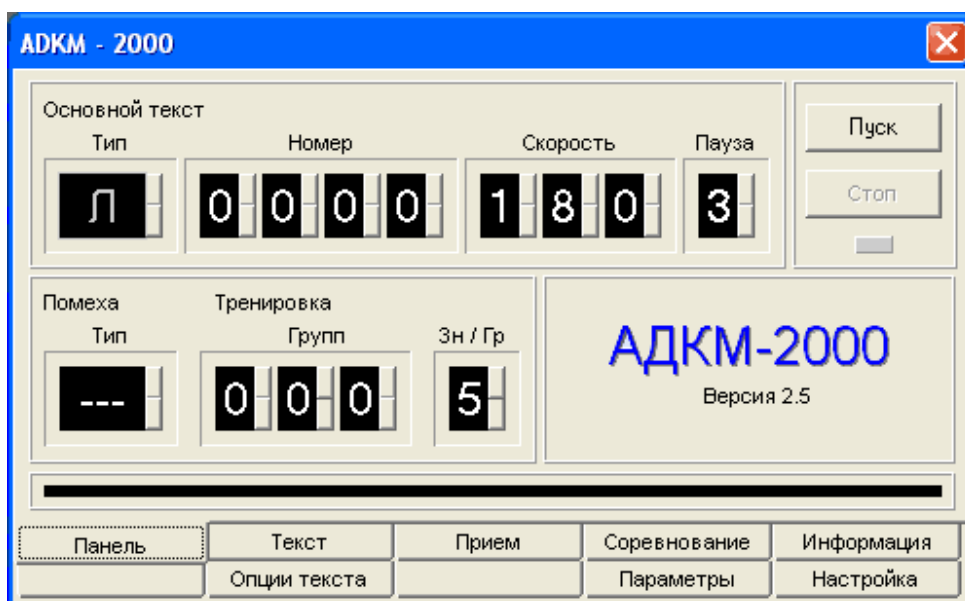 ADKM - 2000
Основной текст
Тип Номер Скорость Пауза
Л 0 0 0 0 1 8 0 3
Пуск
Стоп
Помеха Тренировка
Тип Групп Зн / Гр
--- 0 0 0 5
АДКМ-2000
Версия 2.5
Панель Текст Прием Соревнование Информация
Опции текста Параметры Настройка